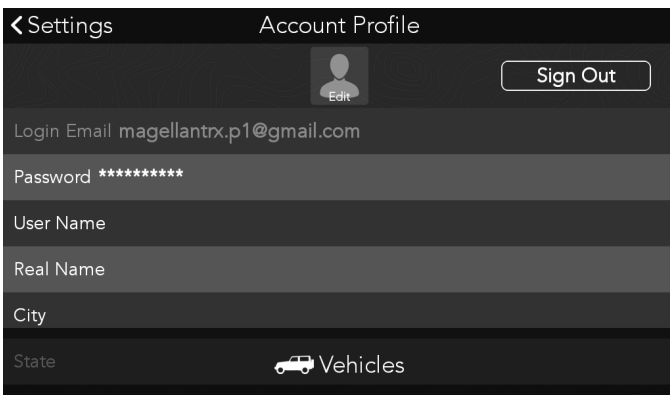 Settings
Account Profile
Edit
Sign Out
Login Email magellantrx.p1@gmail.com
Password **********
User Name
Real Name
City
State
Vehicles